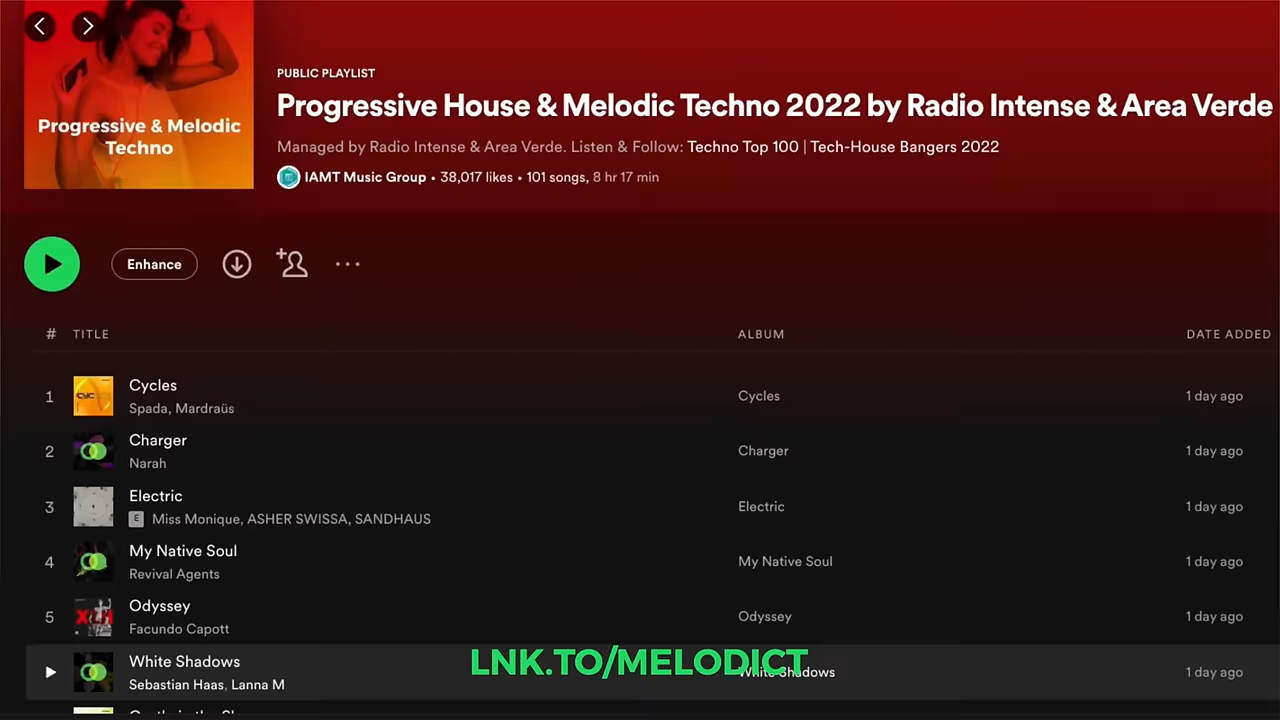 Progressive & Melodic
Techno
PUBLIC PLAYLIST
Progressive House & Melodic Techno 2022 by Radio Intense & Area Verde
Managed by Radio Intense & Area Verde. Listen & Follow: Techno Top 100 | Tech-House Bangers 2022
IAMT Music Group • 38,017 likes • 101 songs, 8 hr 17 min
Enhance
# TITLE ALBUM DATE ADDED
1 Cycles Cycles 1 day ago
Spada, Mardraüs
2 Charger Charger 1 day ago
Narah
3 Electric Electric 1 day ago
E Miss Monique, ASHER SWISSA, SANDHAUS
4 My Native Soul My Native Soul 1 day ago
Revival Agents
5 Odyssey Odyssey 1 day ago
Facundo Capott
White Shadows White Shadows 1 day ago
Sebastian Haas, Lanna M
LNK.TO/MELODICT